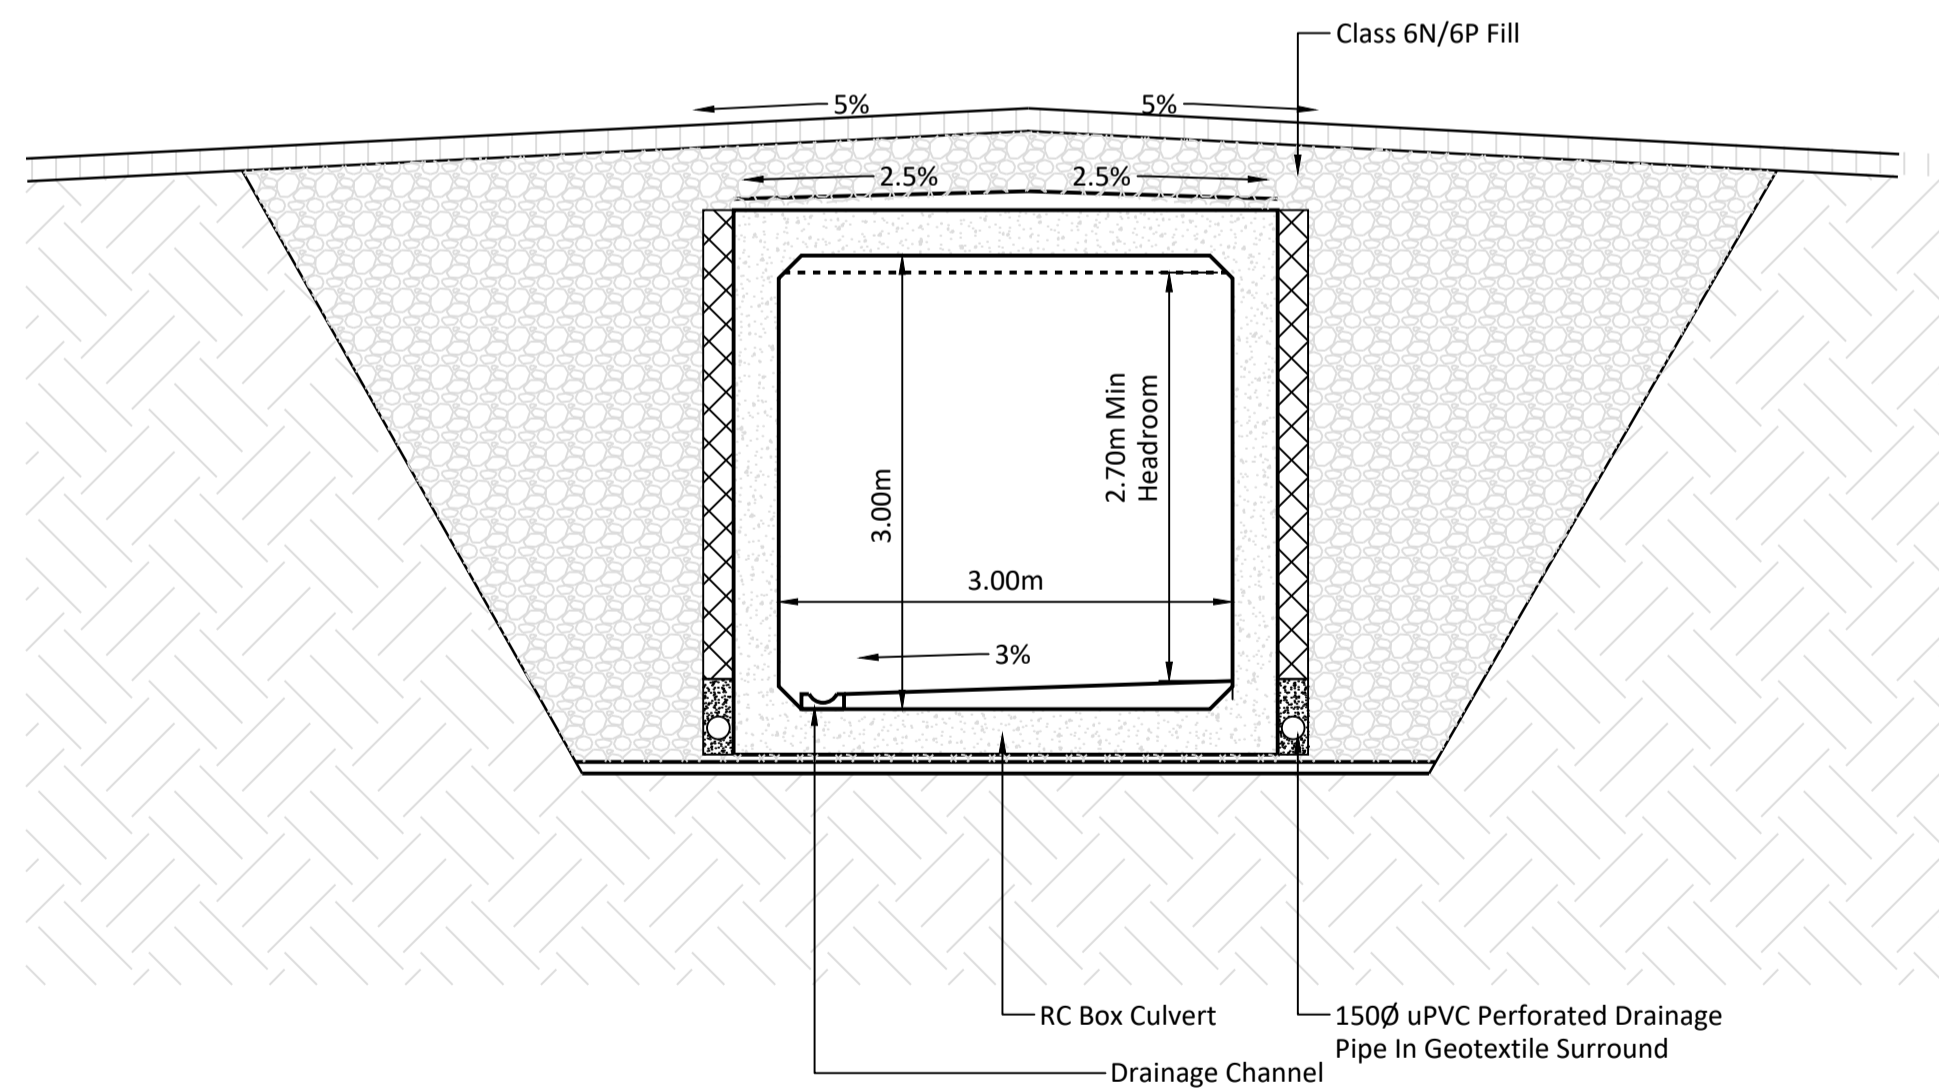 Class 6N/6P Fill
5%
5%
2.5%
2.5%
2.70m Min
Headroom
3.00m
3.00m
3%
RC Box Culvert
150Ø uPVC Perforated Drainage
Pipe In Geotextile Surround
Drainage Channel